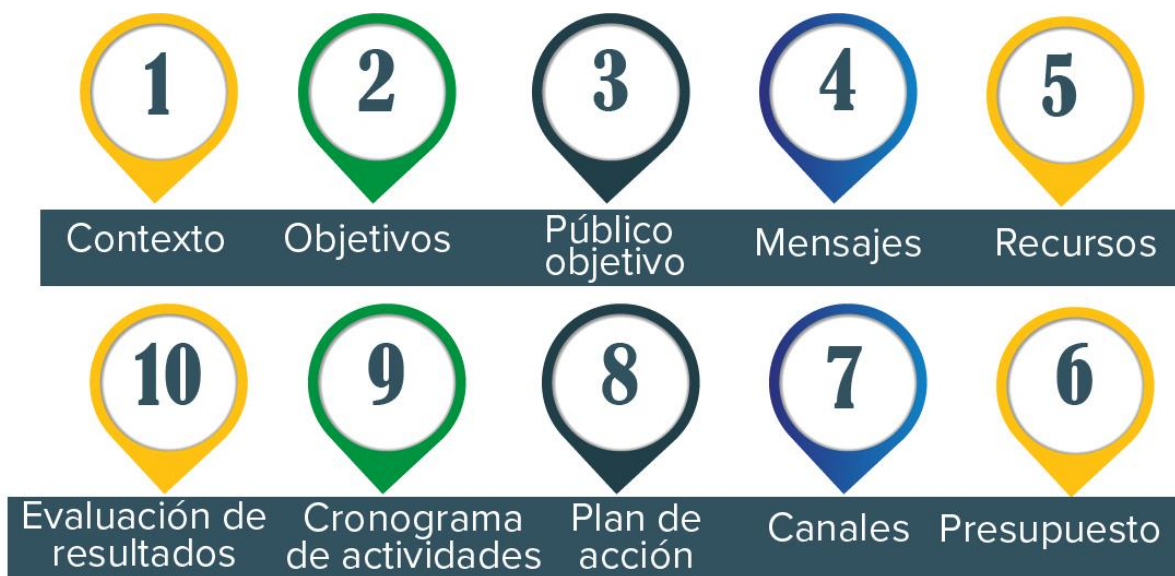 1 2 3 4 5
Contexto Objetivos Público objetivo Mensajes Recursos
10 9 8 7 6
Evaluación de resultados Cronograma de actividades Plan de acción Canales Presupuesto